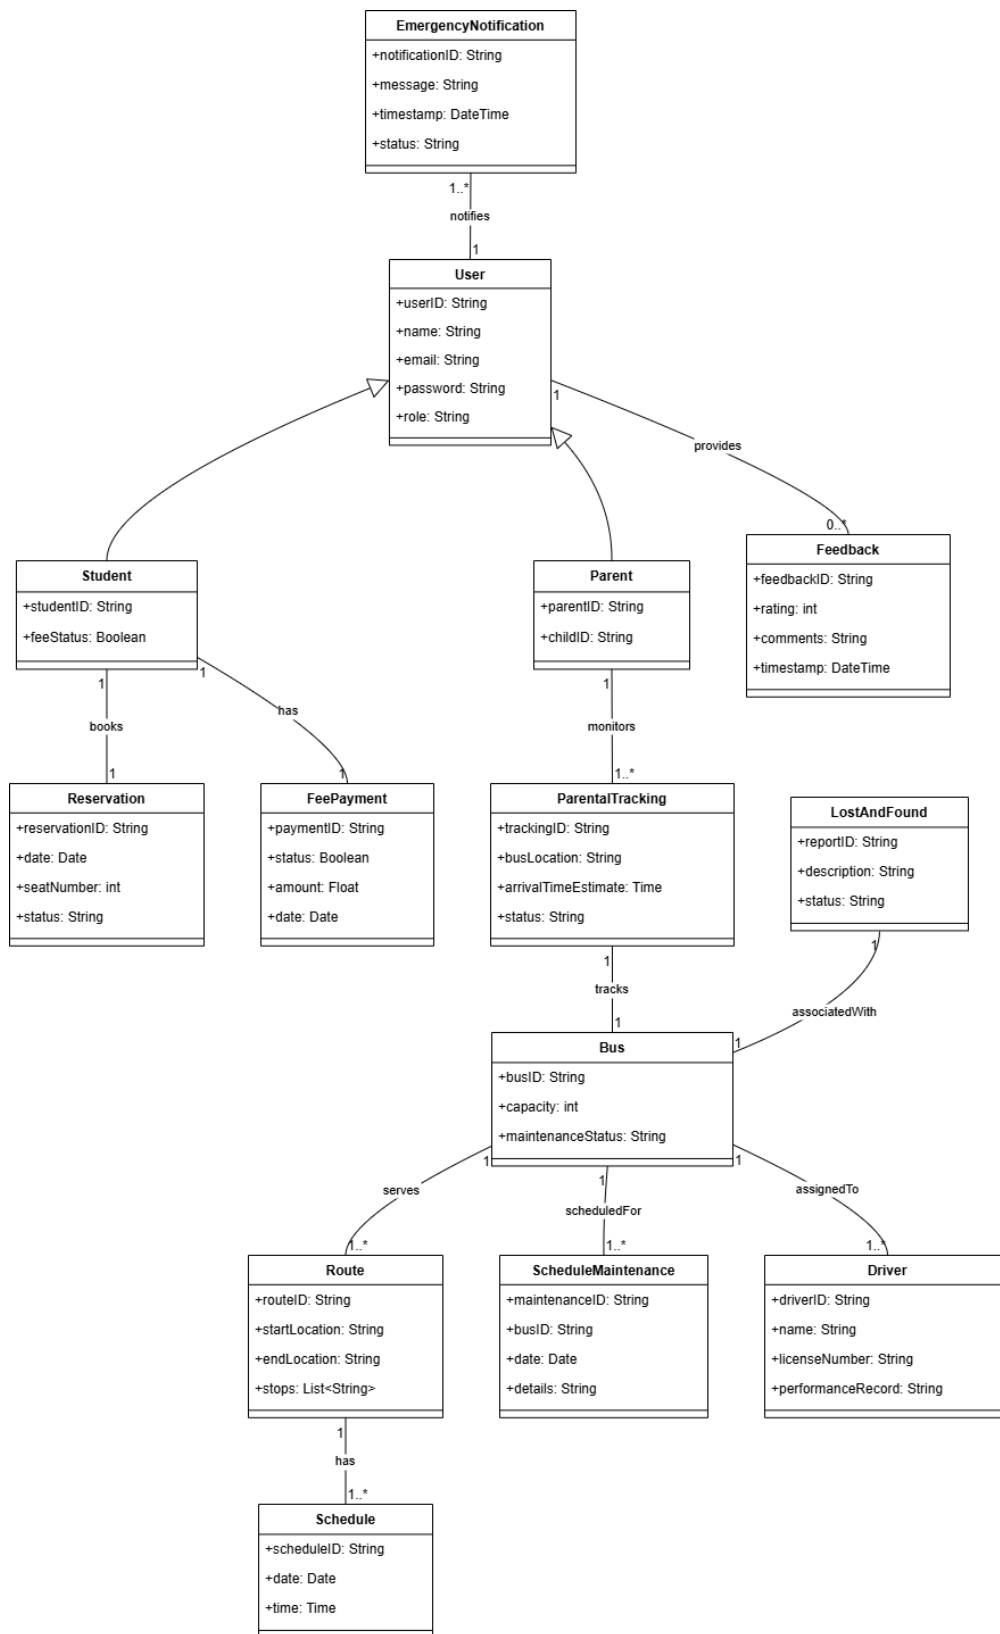 EmergencyNotification
+notificationID: String
+message: String
+timestamp: DateTime
+status: String
1..*
notifies
1
User
+userID: String
+name: String
+email: String
+password: String
+role: String
1
provides
0..*
Student
+studentID: String
+feeStatus: Boolean
Parent
+parentID: String
+childID: String
Feedback
+feedbackID: String
+rating: int
+comments: String
+timestamp: DateTime
1
1
1
has
books
monitors
1
1
1..*
Reservation
+reservationID: String
+date: Date
+seatNumber: int
+status: String
FeePayment
+paymentID: String
+status: Boolean
+amount: Float
+date: Date
ParentalTracking
+trackingID: String
+busLocation: String
+arrivalTimeEstimate: Time
+status: String
LostAndFound
+reportID: String
+description: String
+status: String
1
1
tracks
associatedWith
1
1
Bus
+busID: String
+capacity: int
+maintenanceStatus: String
1
1
1
serves
scheduledFor
assignedTo
1..*
1..*
1..*
Route
+routeID: String
+startLocation: String
+endLocation: String
+stops: List<String>
ScheduleMaintenance
+maintenanceID: String
+busID: String
+date: Date
+details: String
Driver
+driverID: String
+name: String
+licenseNumber: String
+performanceRecord: String
1
has
1..*
Schedule
+scheduleID: String
+date: Date
+time: Time